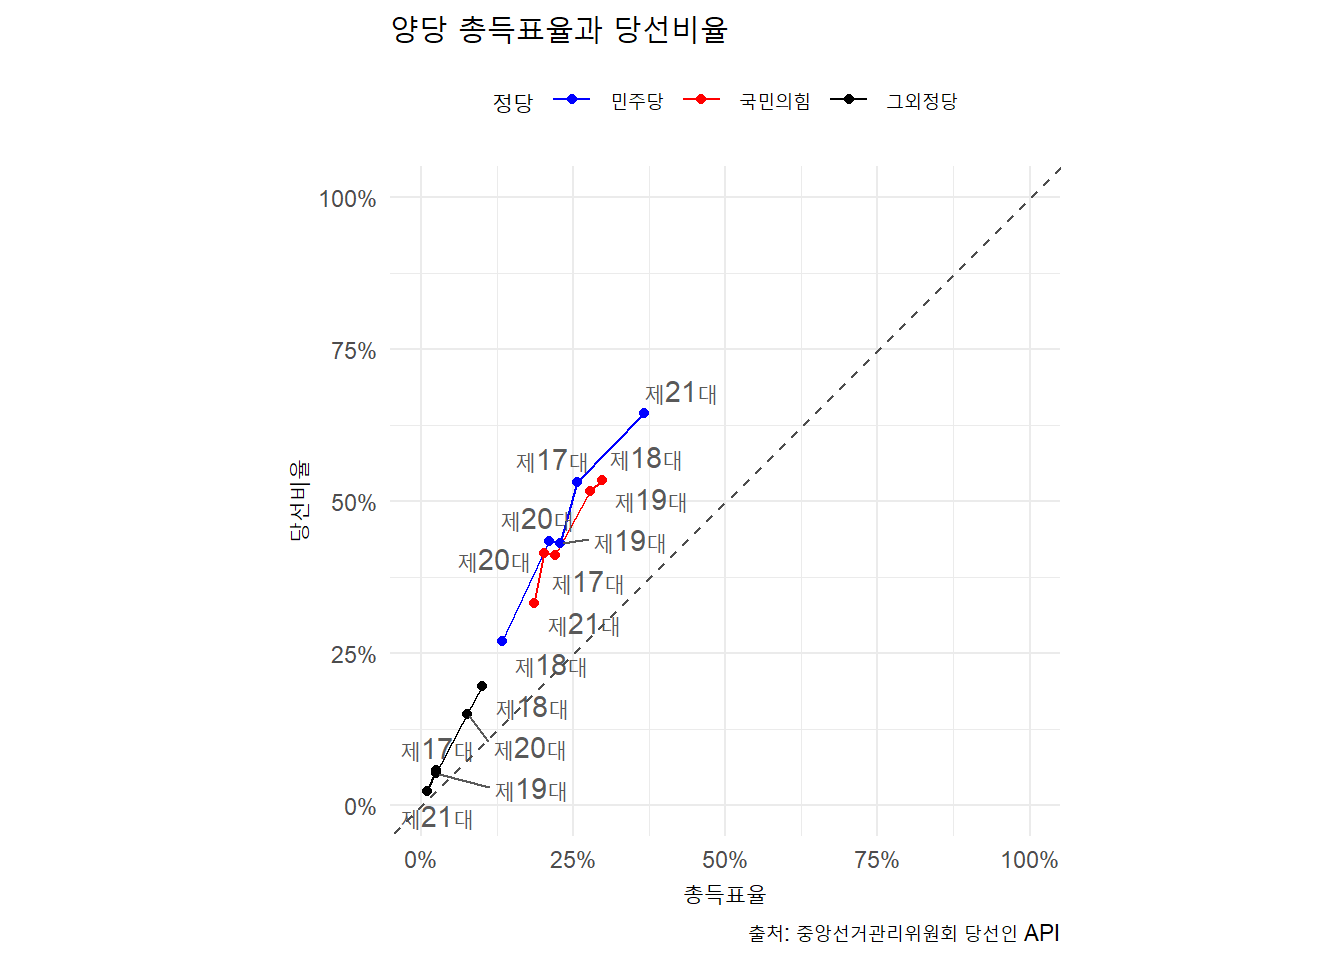 양당 총득표율과 당선비율
정당 민주당 국민의힘 그외정당
100%
75%
제21대
제17대 제18대
당선비율
50%
제19대
제20대
제19대
제20대
제17대
제21대
25%
제18대
제18대
제17대 제20대
제19대
0%
제21대
0% 25% 50% 75% 100%
총득표율
출처: 중앙선거관리위원회 당선인 API